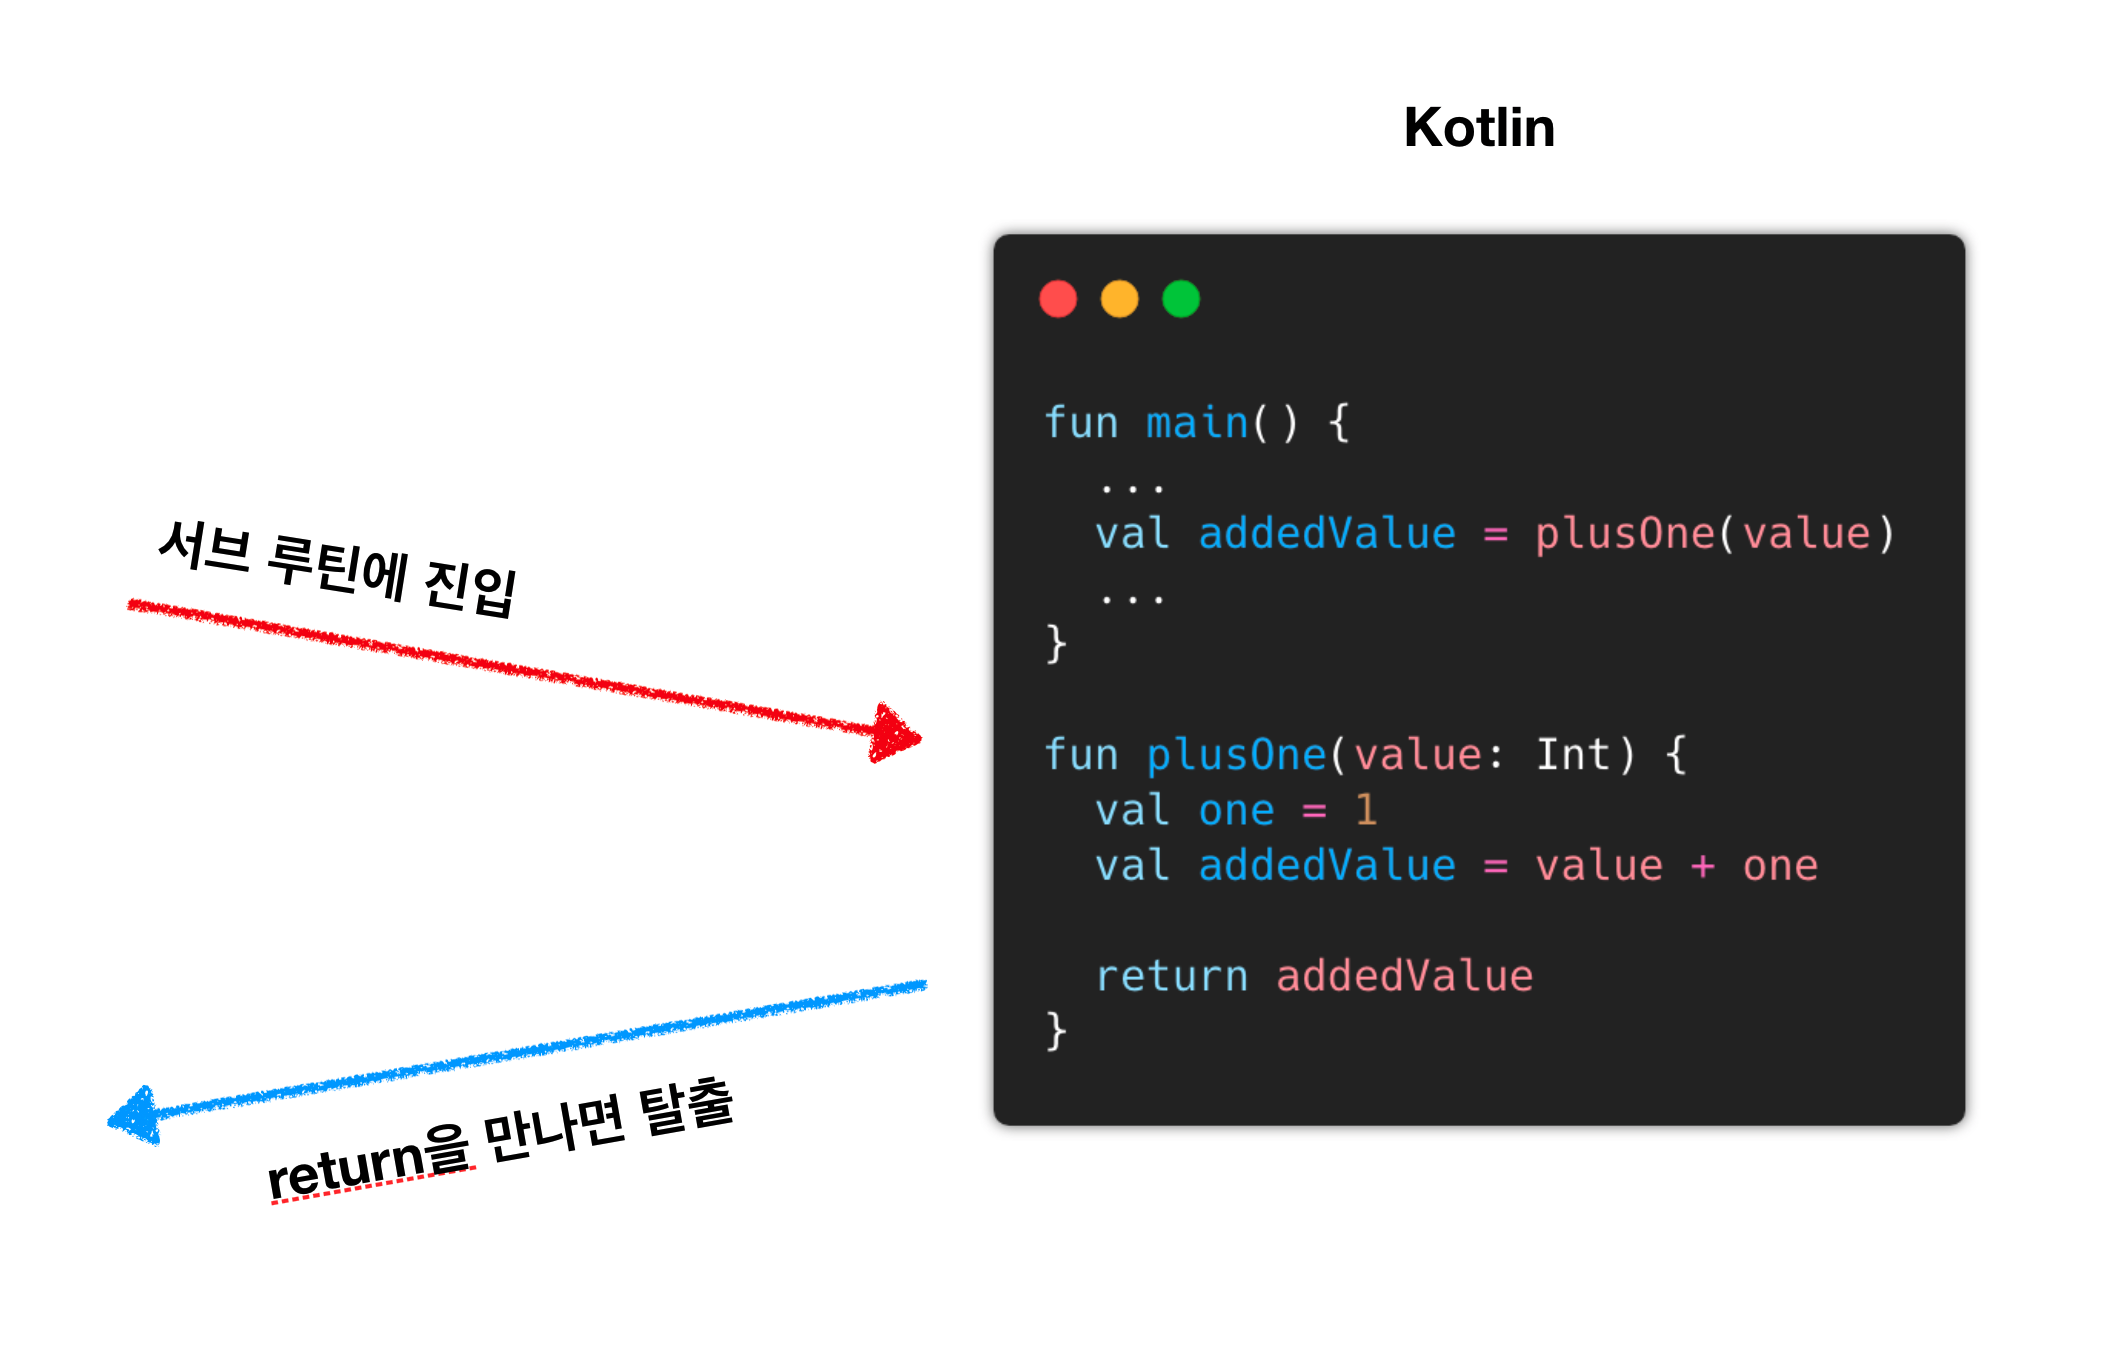 Kotlin
fun main() {
...
val addedValue = plusOne(value)
...
}
fun plusOne(value: Int) {
val one = 1
val addedValue = value + one
return addedValue
}
서브 루틴에 진입
return을 만나면 탈출